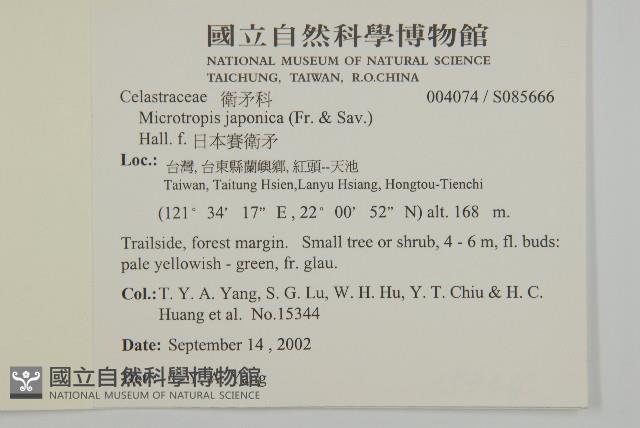 國立自然科學博物館
NATIONAL MUSEUM OF NATURAL SCIENCE
TAICHUNG, TAIWAN, R.O.CHINA
Celastraceae 衛矛科 004074 / S085666
Microtropis japonica (Fr. & Sav.)
Hall. f. 日本賽衛矛
Loc.: 台灣, 台東縣蘭嶼鄉, 紅頭--天池
Taiwan, Taitung Hsien,Lanyu Hsiang, Hongtou-Tienchi
(121° 34' 17" E , 22° 00' 52" N) alt. 168 m.
Trailside, forest margin. Small tree or shrub, 4 - 6 m, fl. buds:
pale yellowish - green, fr. glau.
Col.: T. Y. A. Yang, S. G. Lu, W. H. Hu, Y. T. Chiu & H. C.
Huang et al. No.15344
Date: September 14 , 2002
國立自然科學博物館
NATIONAL MUSEUM OF NATURAL SCIENCE